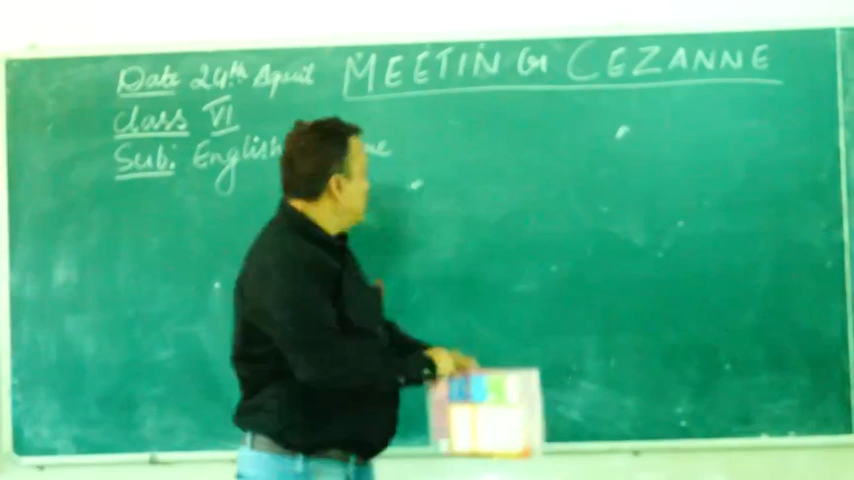 Date 24th April
MEETING CEZANNE
Class VI
Sub: English